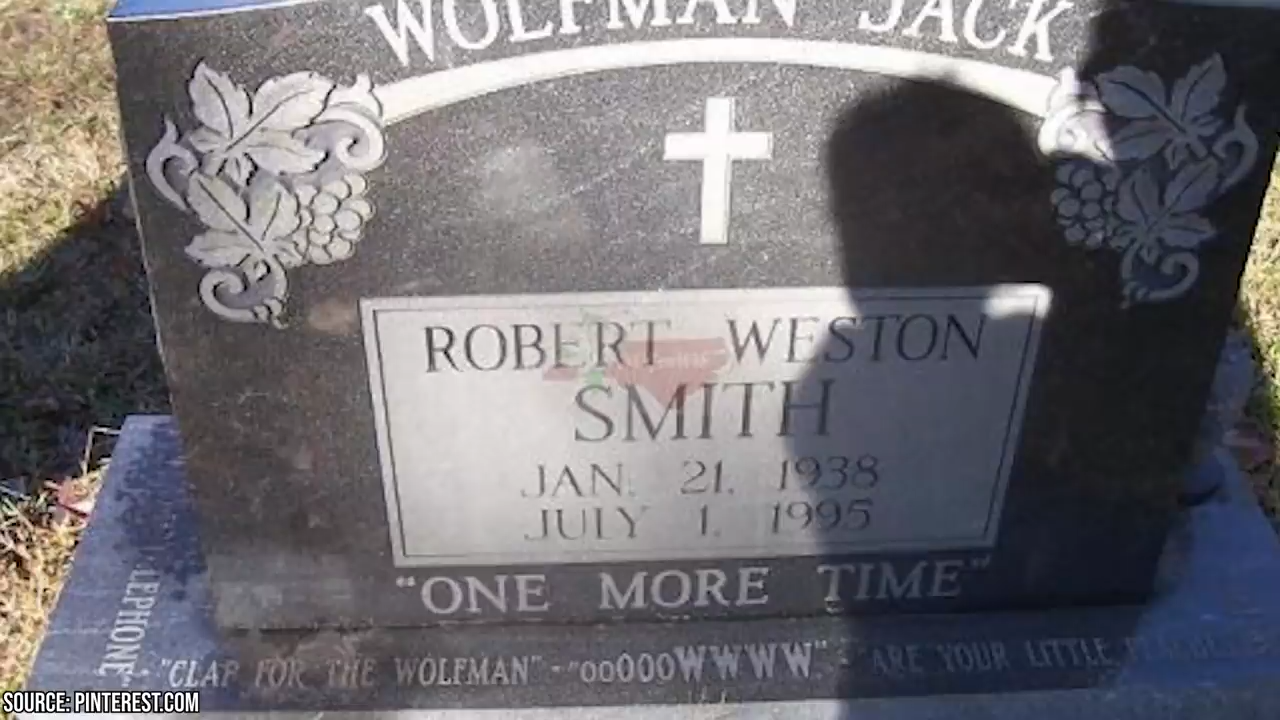 WOLFMAN JACK
ROBERT WESTON
SMITH
JAN. 21, 1938
JULY 1, 1995
"ONE MORE TIME"
LEPHONE"
"CLAP FOR THE WOLFMAN" - "ooOOOWWWW" - "ARE YOUR LITTLE
SOURCE: PINTEREST.COM